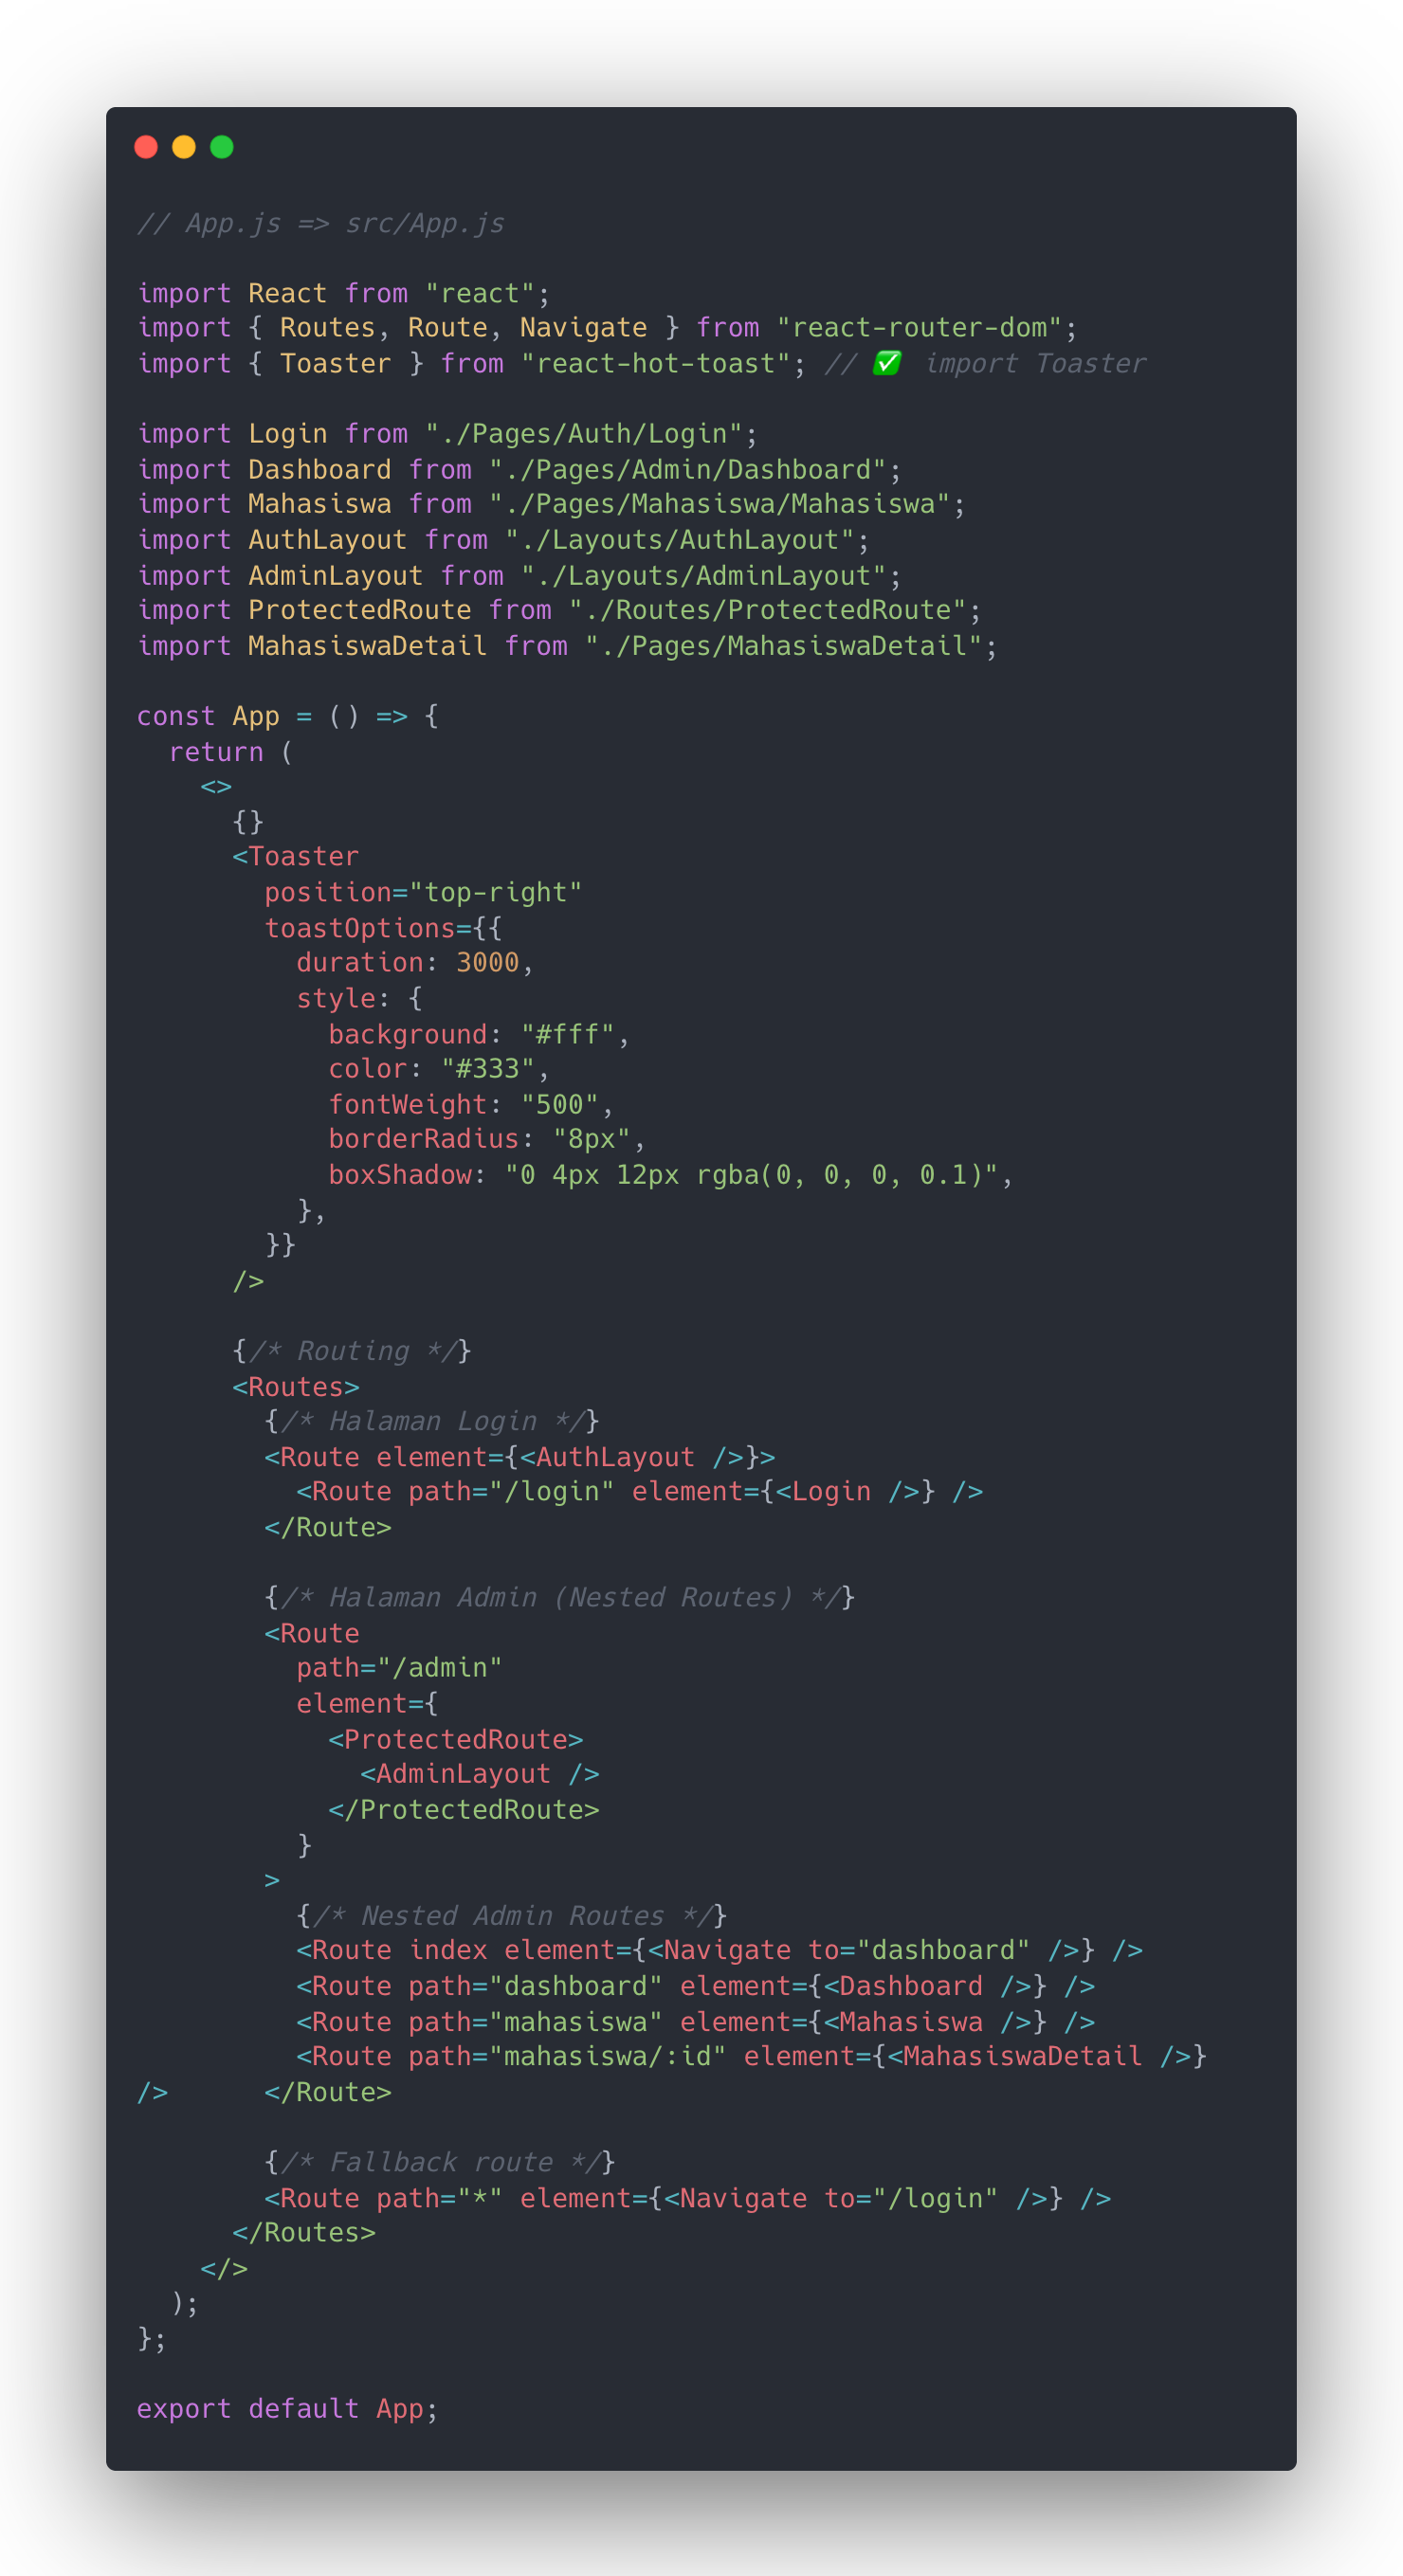 // App.js => src/App.js

import React from "react";
import { Routes, Route, Navigate } from "react-router-dom";
import { Toaster } from "react-hot-toast"; // ✅ import Toaster

import Login from "./Pages/Auth/Login";
import Dashboard from "./Pages/Admin/Dashboard";
import Mahasiswa from "./Pages/Mahasiswa/Mahasiswa";
import AuthLayout from "./Layouts/AuthLayout";
import AdminLayout from "./Layouts/AdminLayout";
import ProtectedRoute from "./Routes/ProtectedRoute";
import MahasiswaDetail from "./Pages/MahasiswaDetail";

const App = () => {
  return (
    <>
      {}
      <Toaster
        position="top-right"
        toastOptions={{
          duration: 3000,
          style: {
            background: "#fff",
            color: "#333",
            fontWeight: "500",
            borderRadius: "8px",
            boxShadow: "0 4px 12px rgba(0, 0, 0, 0.1)",
          },
        }}
      />

      {/* Routing */}
      <Routes>
        {/* Halaman Login */}
        <Route element={<AuthLayout />}>
          <Route path="/login" element={<Login />} />
        </Route>

        {/* Halaman Admin (Nested Routes) */}
        <Route
          path="/admin"
          element={
            <ProtectedRoute>
              <AdminLayout />
            </ProtectedRoute>
          }
        >
          {/* Nested Admin Routes */}
          <Route index element={<Navigate to="dashboard" />} />
          <Route path="dashboard" element={<Dashboard />} />
          <Route path="mahasiswa" element={<Mahasiswa />} />
          <Route path="mahasiswa/:id" element={<MahasiswaDetail />}
/>      </Route>

        {/* Fallback route */}
        <Route path="*" element={<Navigate to="/login" />} />
      </Routes>
    </>
  );
};

export default App;